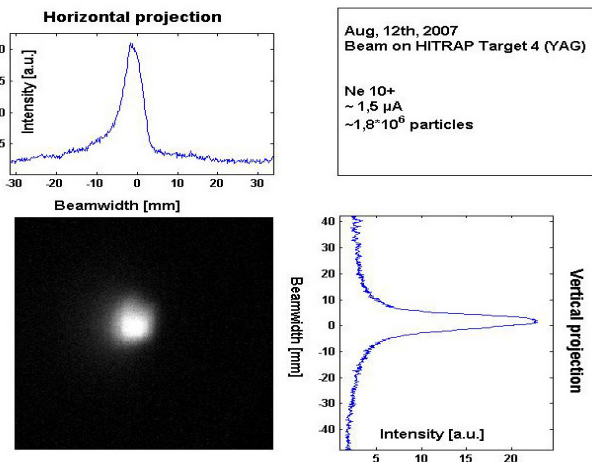 Horizontal projection
Intensity [a.u.]
5
5
-30 -20 -10 0 10 20 30
Beamwidth [mm]
Aug, 12th, 2007
Beam on HITRAP Target 4 (YAG)
Ne 10+
~ 1,5 µA
~1,8*10⁶ particles
Beamwidth [mm]
40
30
20
10
0
-10
-20
-30
-40
5 10 15 20
Intensity [a.u.]
Vertical projection